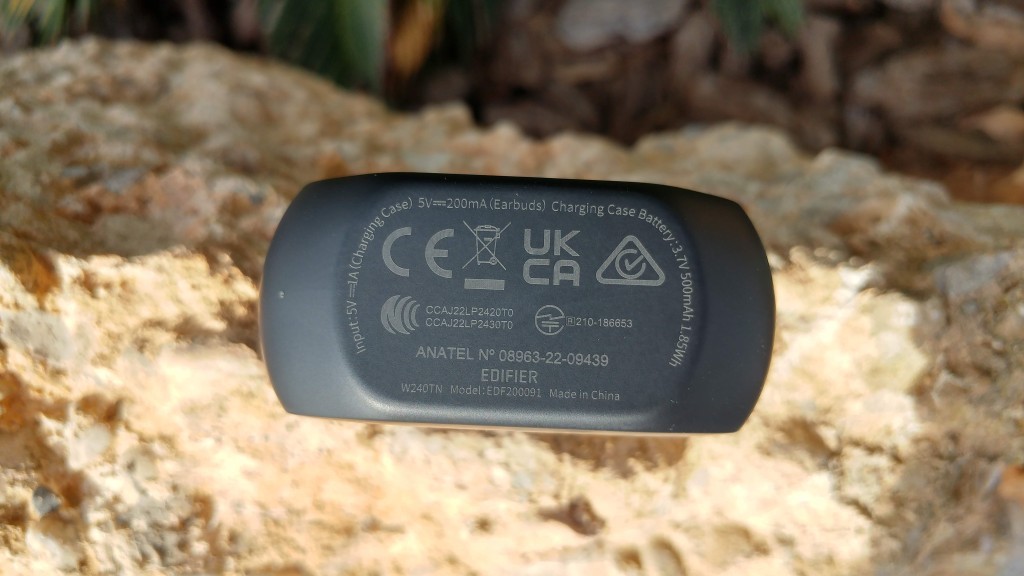 Input:5V⎓1A(Charging Case) 5V⎓200mA(Earbuds) Charging Case Battery:3.7V 500mAh 1.85Wh
CE UK
CA
CCAJ22LP2420T0
CCAJ22LP2430T0
R 210-186653
ANATEL Nº 08963-22-09439
EDIFIER
W240TN Model:EDF200091 Made in China